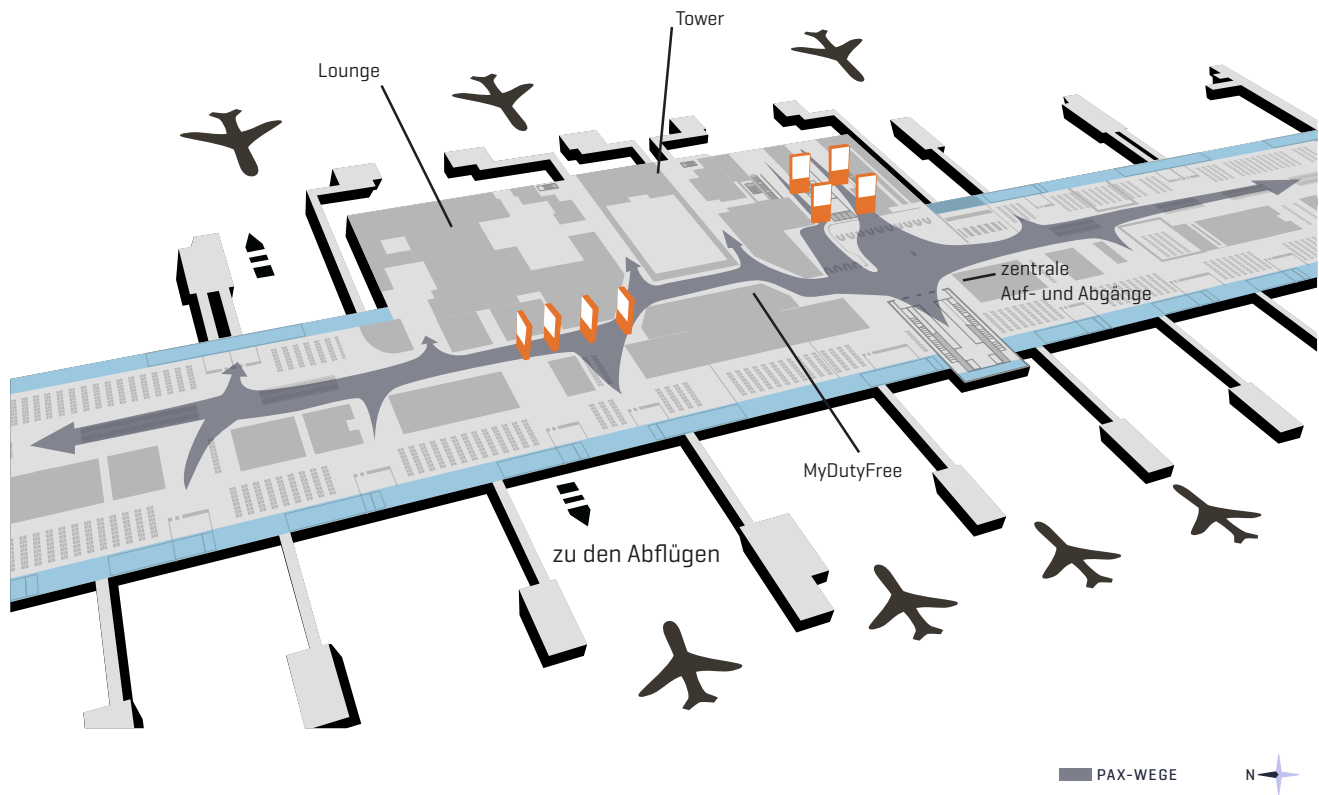 Tower
Lounge
zentrale
Auf- und Abgänge
MyDutyFree
zu den Abflügen
PAX-WEGE
N